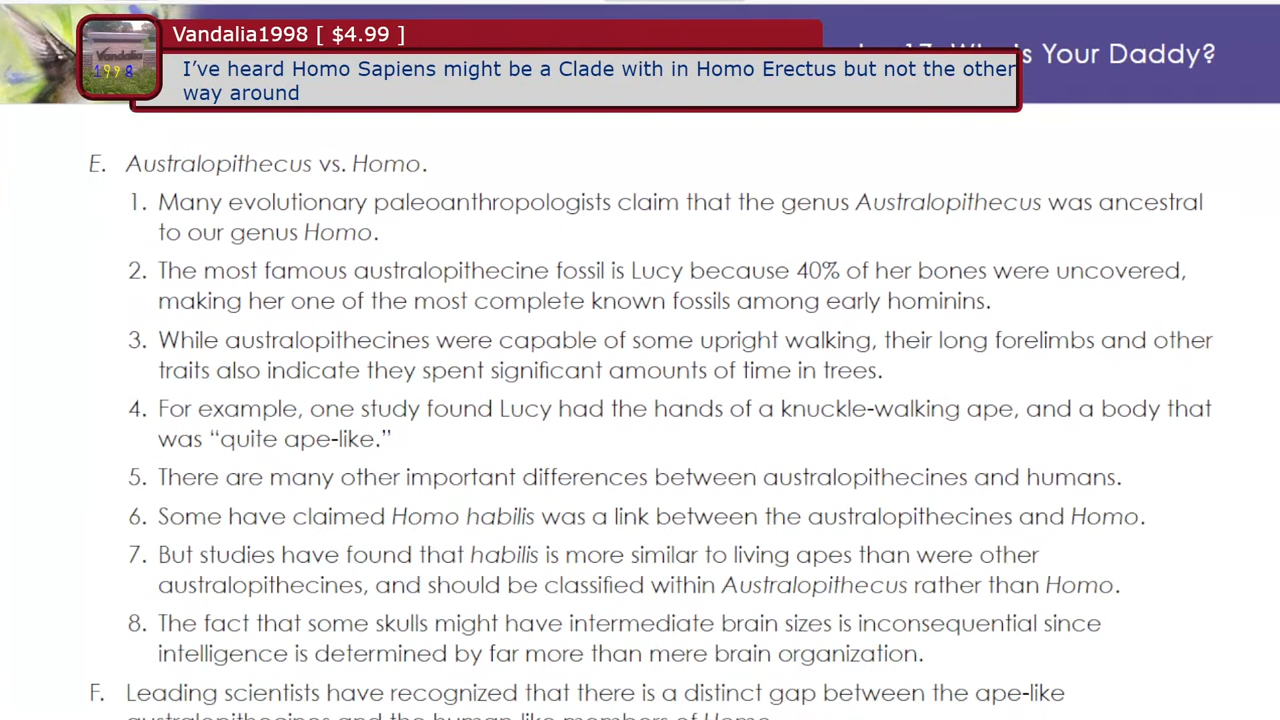 Vandalia1998 [ $4.99 ]
I've heard Homo Sapiens might be a Clade with in Homo Erectus but not the other
way around
s Your Daddy?
Vandalia
1998
E. Australopithecus vs. Homo.
1. Many evolutionary paleoanthropologists claim that the genus Australopithecus was ancestral
to our genus Homo.
2. The most famous australopithecine fossil is Lucy because 40% of her bones were uncovered,
making her one of the most complete known fossils among early hominins.
3. While australopithecines were capable of some upright walking, their long forelimbs and other
traits also indicate they spent significant amounts of time in trees.
4. For example, one study found Lucy had the hands of a knuckle-walking ape, and a body that
was “quite ape-like.”
5. There are many other important differences between australopithecines and humans.
6. Some have claimed Homo habilis was a link between the australopithecines and Homo.
7. But studies have found that habilis is more similar to living apes than were other
australopithecines, and should be classified within Australopithecus rather than Homo.
8. The fact that some skulls might have intermediate brain sizes is inconsequential since
intelligence is determined by far more than mere brain organization.
F. Leading scientists have recognized that there is a distinct gap between the ape-like
australopithecines and the human-like members of Homo.